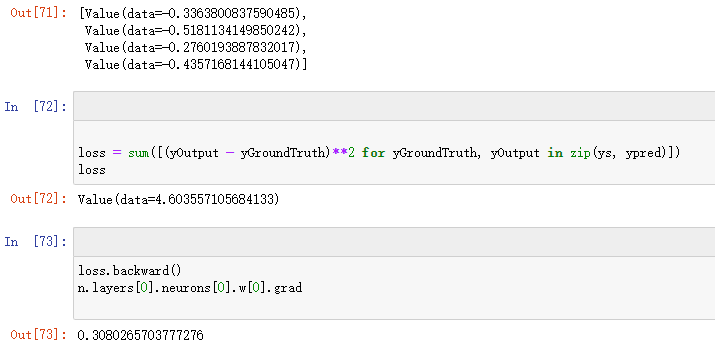 Out[71]: [Value(data=-0.3363800837590485),
Value(data=-0.5181134149850242),
Value(data=-0.2760193887832017),
Value(data=-0.4357168144105047)]
In [72]:
loss = sum([(yOutput - yGroundTruth)**2 for yGroundTruth, yOutput in zip(ys, ypred)])
loss
Out[72]: Value(data=4.603557105684133)
In [73]:
loss.backward()
n.layers[0].neurons[0].w[0].grad
Out[73]: 0.3080265703777276